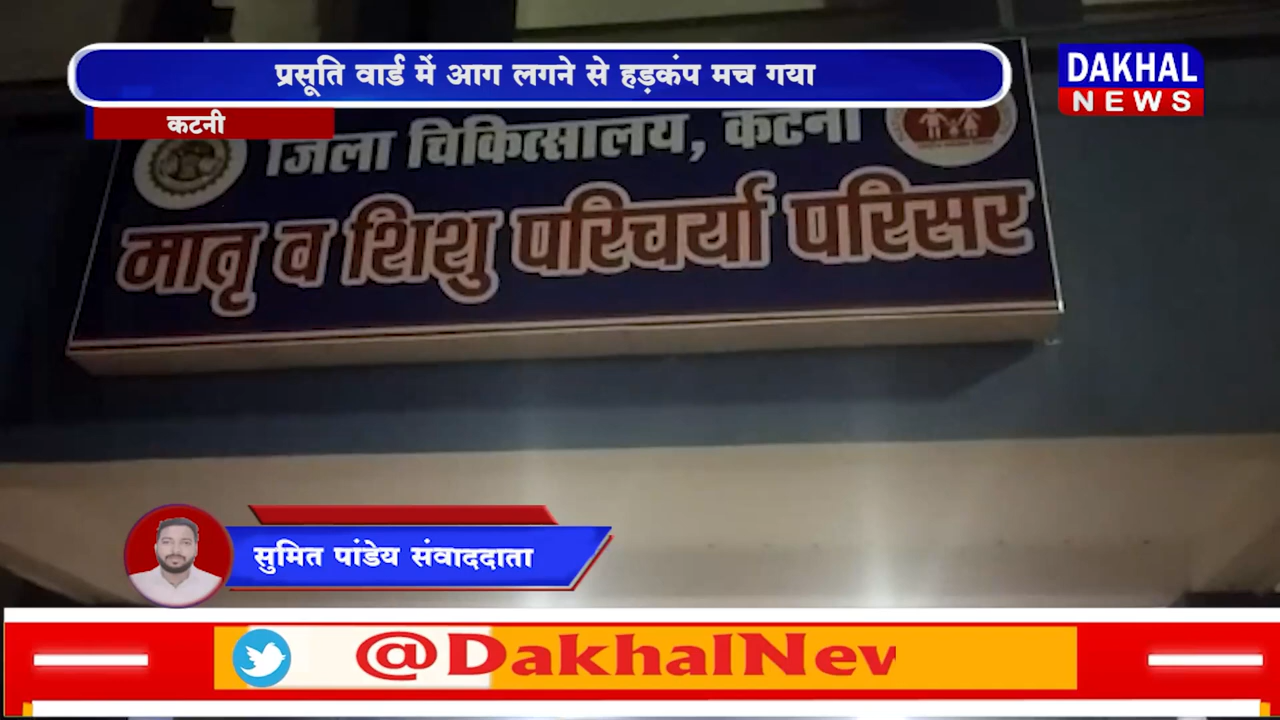 प्रसूति वार्ड में आग लगने से हड़कंप मच गया
DAKHAL
NEWS
कटनी
जिला चिकित्सालय, कटनी
मातृ व शिशु परिचर्या परिसर
सुमित पांडेय संवाददाता
@DakhalNev